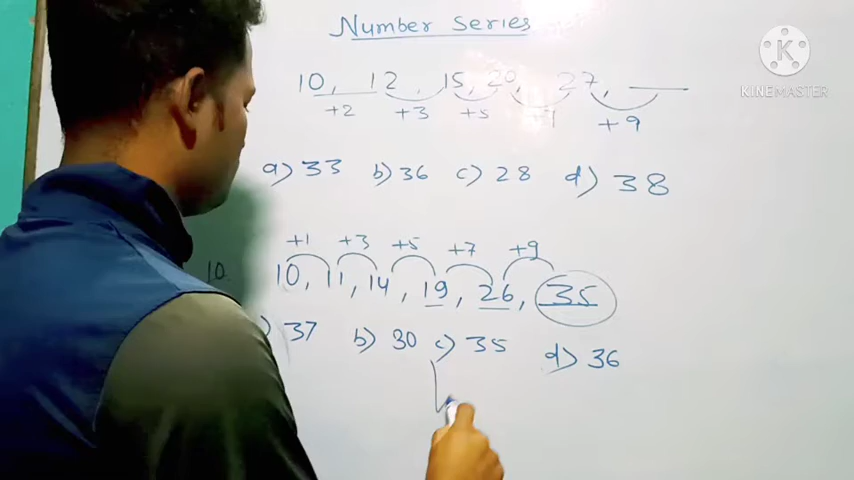 Number Series
10, 12, 15, 20, 27,
+2 +3 +5 +9
a) 33 b) 36 c) 28 d) 38
+1 +3 +5 +7 +9
10. 10, 11, 14, 19, 26, 35
) 37 b) 30 c) 35 d) 36
K
KINEMASTER